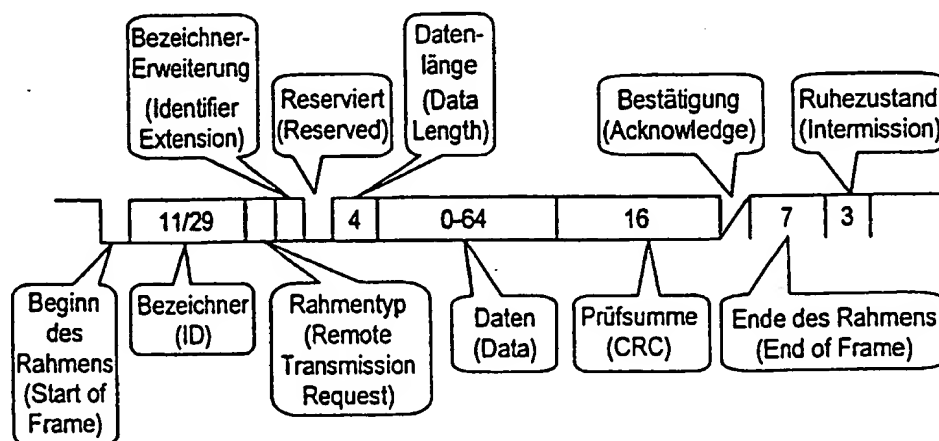 Bezeichner-
Erweiterung
(Identifier
Extension)
Reserviert
(Reserved)
Daten-
länge
(Data
Length)
Bestätigung
(Acknowledge)
Ruhezustand
(Intermission)
11/29
4
0-64
16
7
3
Beginn
des
Rahmens
(Start of
Frame)
Bezeichner
(ID)
Rahmentyp
(Remote
Transmission
Request)
Daten
(Data)
Prüfsumme
(CRC)
Ende des Rahmens
(End of Frame)